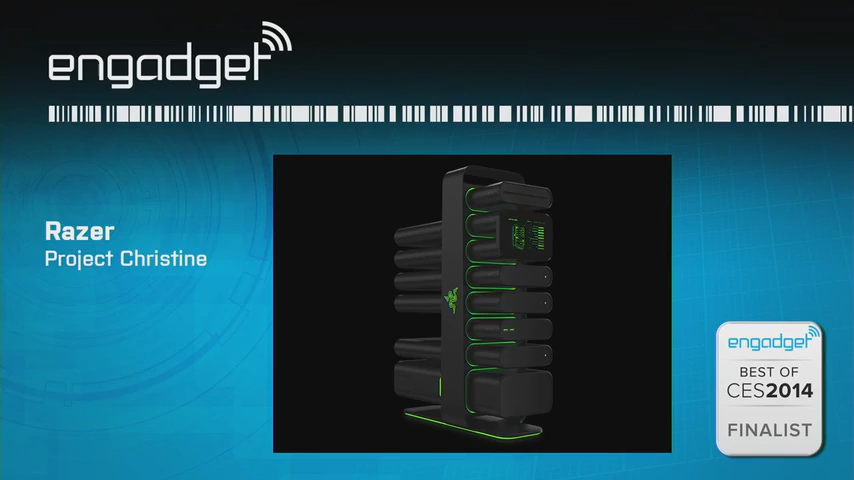 engadget
Razer
Project Christine
engadget
BEST OF
CES2014
FINALIST